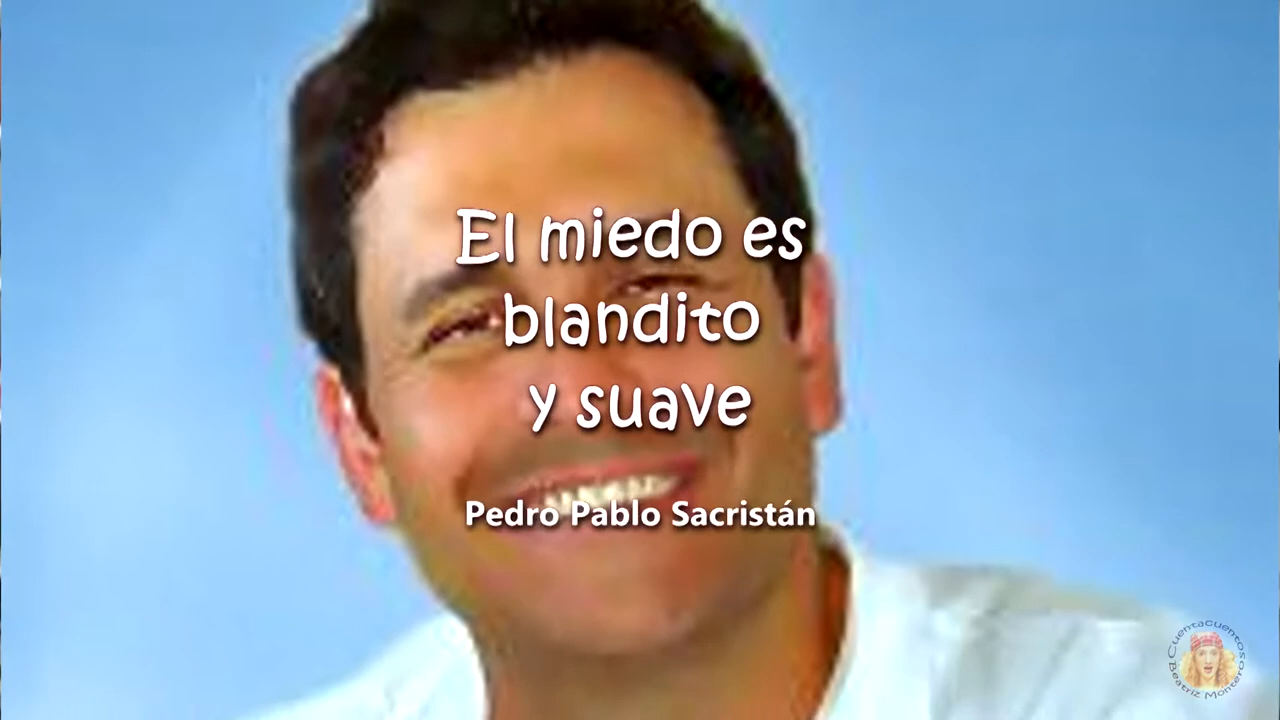 El miedo es
blandito
y suave
Pedro Pablo Sacristán
Cuentacuentos
Beatriz Montero